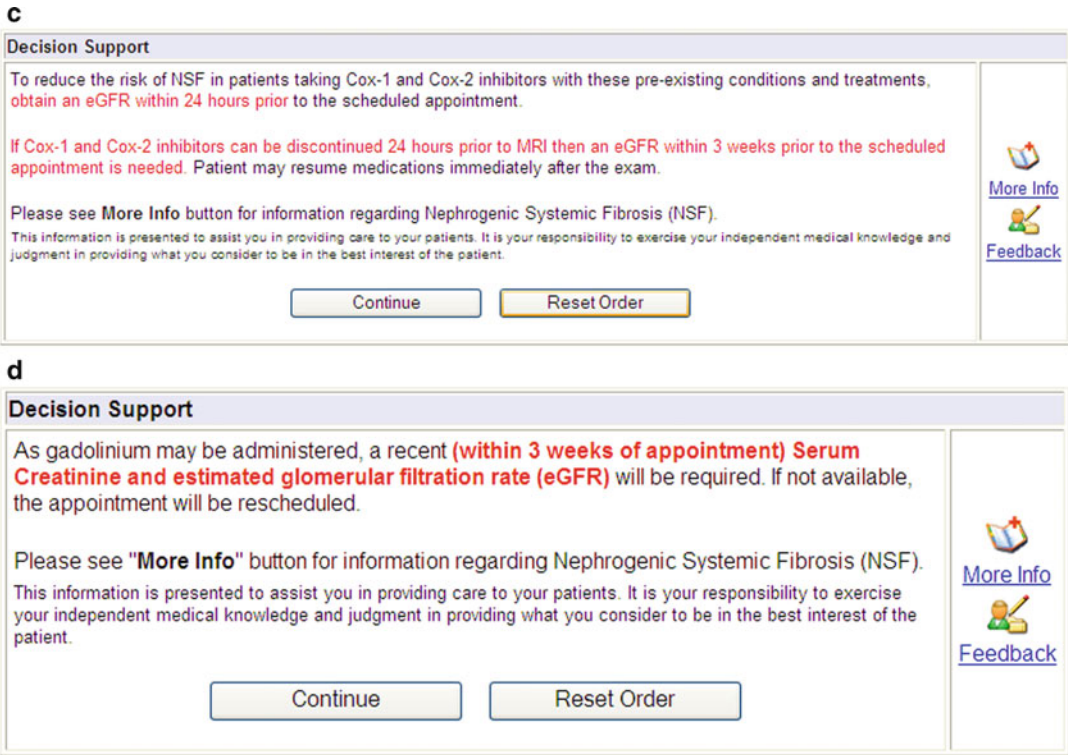 c
Decision Support
To reduce the risk of NSF in patients taking Cox-1 and Cox-2 inhibitors with these pre-existing conditions and treatments,
obtain an eGFR within 24 hours prior to the scheduled appointment.
If Cox-1 and Cox-2 inhibitors can be discontinued 24 hours prior to MRI then an eGFR within 3 weeks prior to the scheduled
appointment is needed. Patient may resume medications immediately after the exam.
Please see More Info button for information regarding Nephrogenic Systemic Fibrosis (NSF).
This information is presented to assist you in providing care to your patients. It is your responsibility to exercise your independent medical knowledge and
judgment in providing what you consider to be in the best interest of the patient.
Continue
Reset Order
More Info
Feedback
d
Decision Support
As gadolinium may be administered, a recent (within 3 weeks of appointment) Serum
Creatinine and estimated glomerular filtration rate (eGFR) will be required. If not available,
the appointment will be rescheduled.
Please see "More Info" button for information regarding Nephrogenic Systemic Fibrosis (NSF).
This information is presented to assist you in providing care to your patients. It is your responsibility to exercise
your independent medical knowledge and judgment in providing what you consider to be in the best interest of the
patient.
Continue
Reset Order
More Info
Feedback